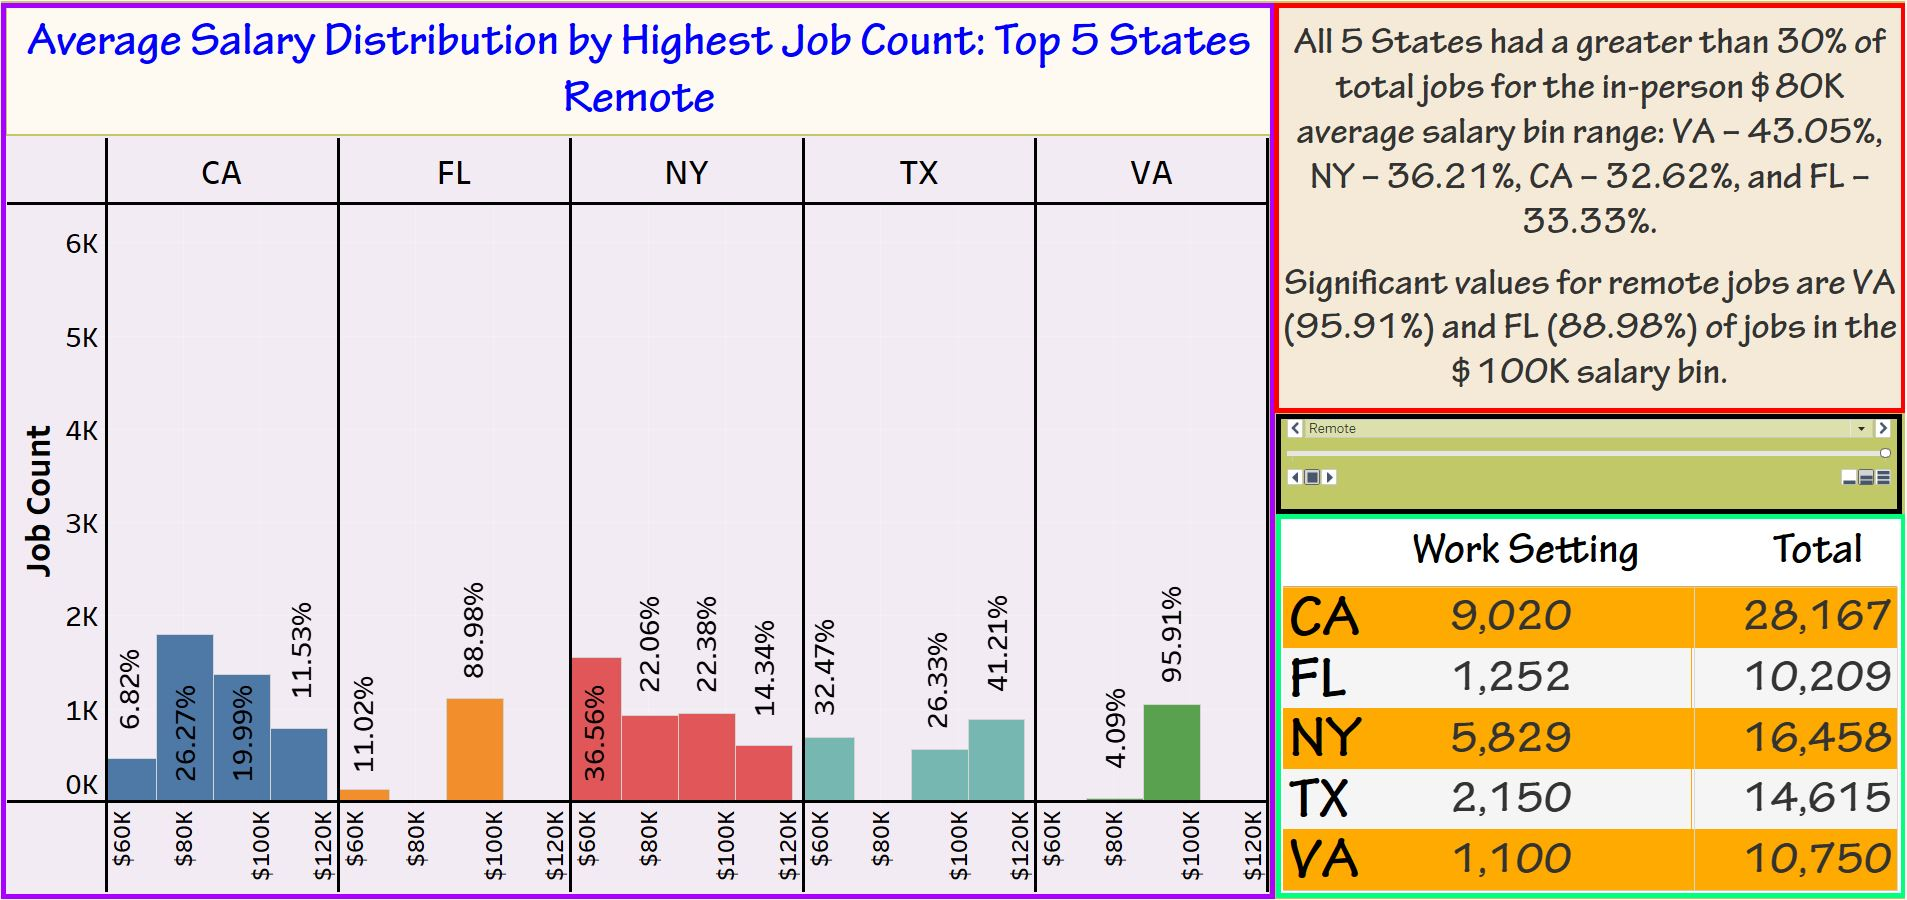 Average Salary Distribution by Highest Job Count: Top 5 States
Remote
CA FL NY TX VA
Job Count
6K
5K
4K
3K
2K
1K
0K
6.82% 26.27% 19.99% 11.53%
11.02% 88.98%
36.56% 22.06% 22.38% 14.34%
32.47% 26.33% 41.21%
4.09% 95.91%
$60K $80K $100K $120K $60K $80K $100K $120K $60K $80K $100K $120K $60K $80K $100K $120K $60K $80K $100K $120K
All 5 States had a greater than 30% of
total jobs for the in-person $80K
average salary bin range: VA – 43.05%,
NY – 36.21%, CA – 32.62%, and FL –
33.33%.
Significant values for remote jobs are VA
(95.91%) and FL (88.98%) of jobs in the
$100K salary bin.
Remote
Work Setting Total
CA 9,020 28,167
FL 1,252 10,209
NY 5,829 16,458
TX 2,150 14,615
VA 1,100 10,750